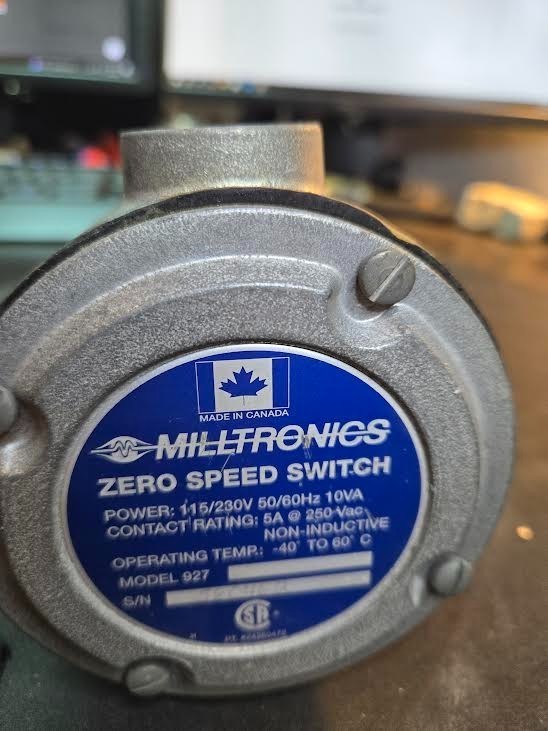 MADE IN CANADA
MILLTRONICS
ZERO SPEED SWITCH
POWER: 115/230V 50/60Hz 10VA
CONTACT RATING: 5A @ 250 Vac
NON-INDUCTIVE
OPERATING TEMP.: -40° TO 60° C
MODEL 927
S/N